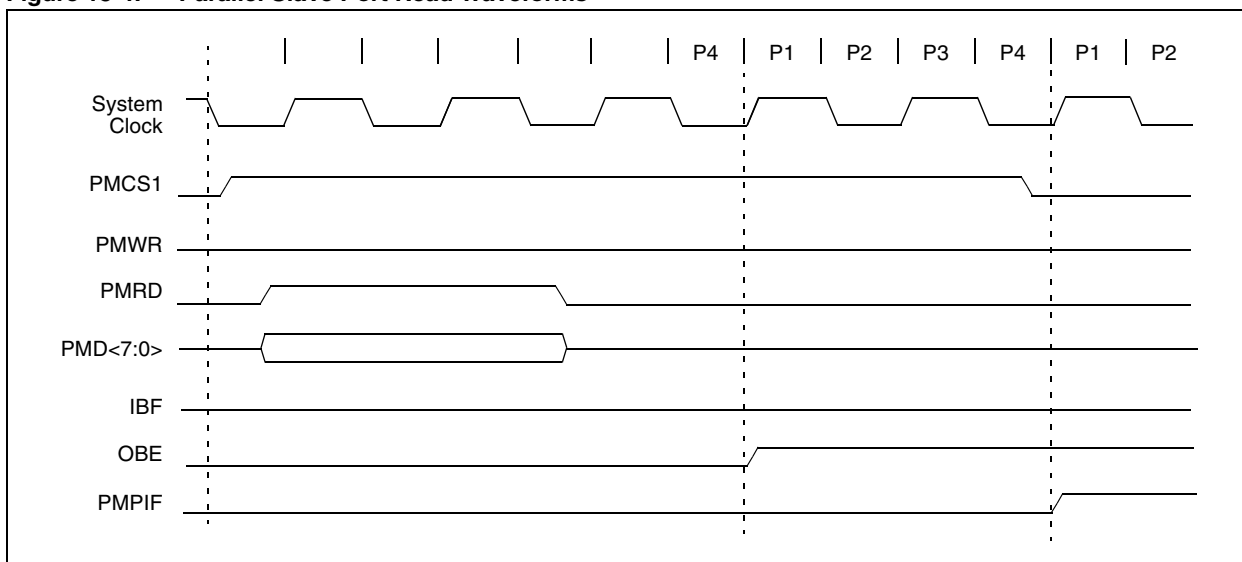 P4 P1 P2 P3 P4 P1 P2
System
Clock
PMCS1
PMWR
PMRD
PMD<7:0>
IBF
OBE
PMPIF